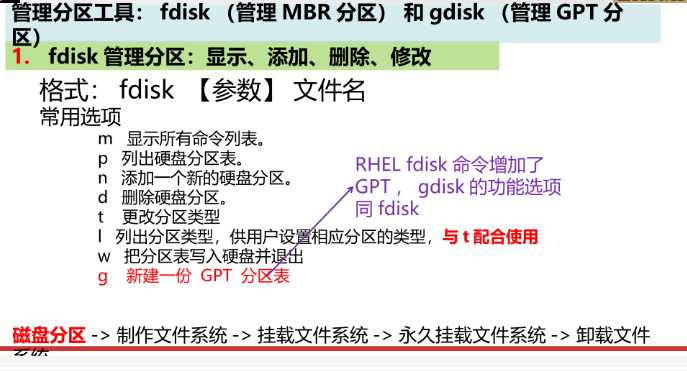 管理分区工具： fdisk （管理 MBR 分区） 和 gdisk （管理 GPT 分
区）
1. fdisk 管理分区：显示、添加、删除、修改
格式： fdisk 【参数】 文件名
常用选项
m 显示所有命令列表。
p 列出硬盘分区表。
n 添加一个新的硬盘分区。
d 删除硬盘分区。
t 更改分区类型
l 列出分区类型，供用户设置相应分区的类型，与 t 配合使用
w 把分区表写入硬盘并退出
g 新建一份 GPT 分区表
RHEL fdisk 命令增加了
GPT ， gdisk 的功能选项
同 fdisk
磁盘分区 -> 制作文件系统 -> 挂载文件系统 -> 永久挂载文件系统 -> 卸载文件
系统